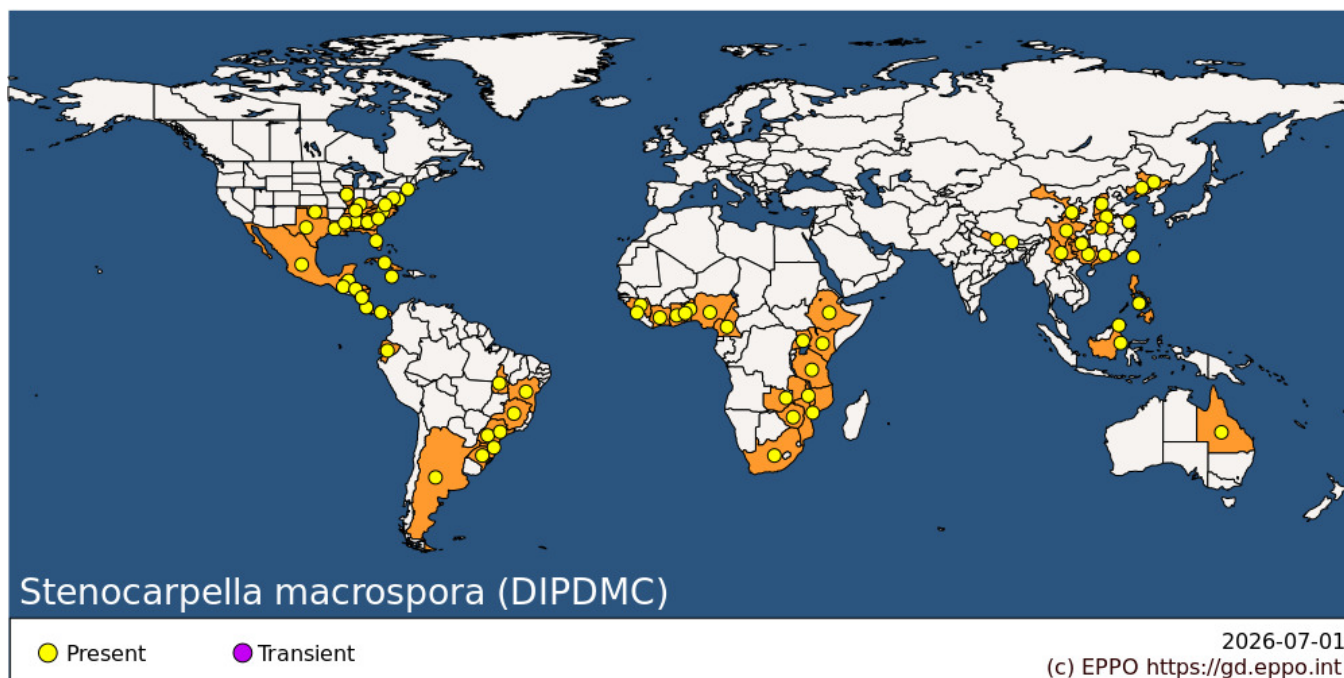 Stenocarpella macrospora (DIPDMC)
Present
Transient
2026-07-01
(c) EPPO https://gd.eppo.int